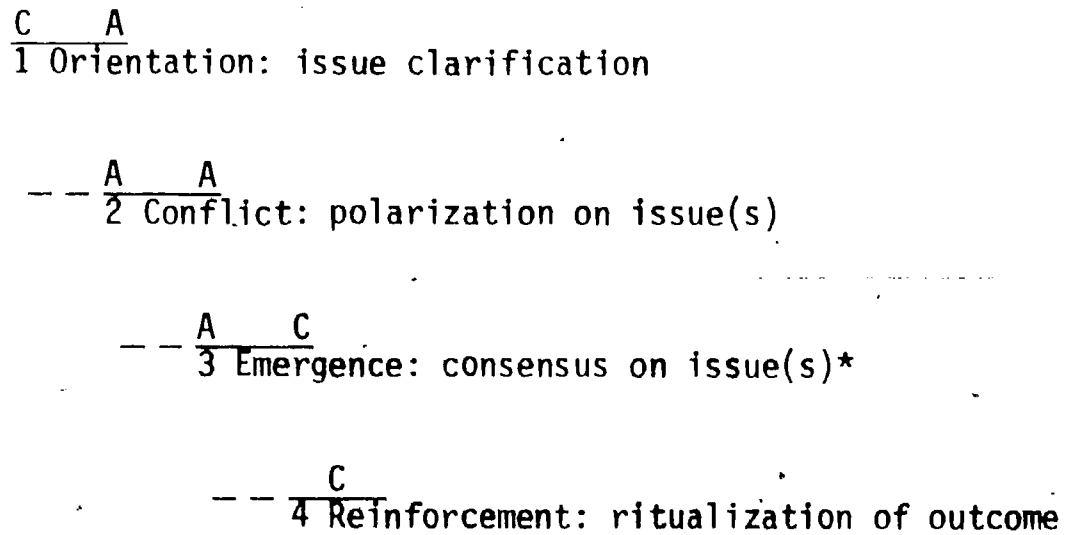 C A
1 Orientation: issue clarification
-- A A
2 Conflict: polarization on issue(s)
-- A C
3 Emergence: consensus on issue(s)*
-- C
4 Reinforcement: ritualization of outcome